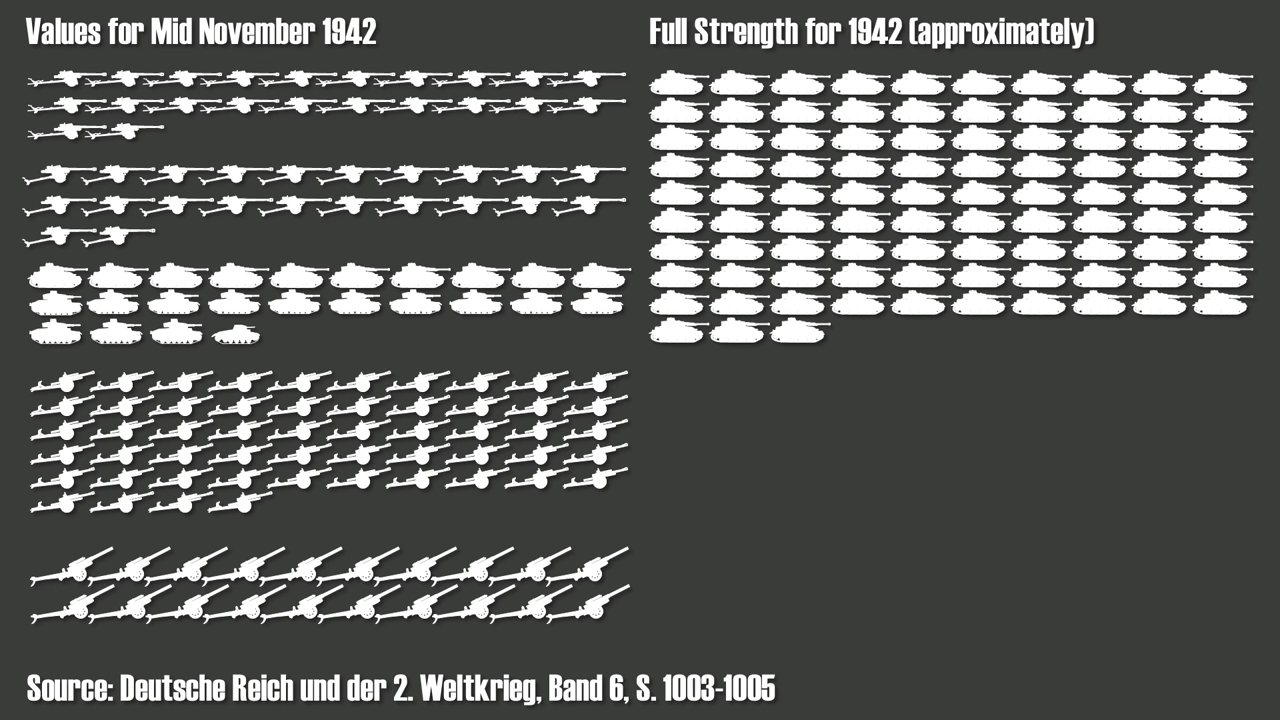 Values for Mid November 1942
Full Strength for 1942 (approximately)
Source: Deutsche Reich und der 2. Weltkrieg, Band 6, S. 1003-1005